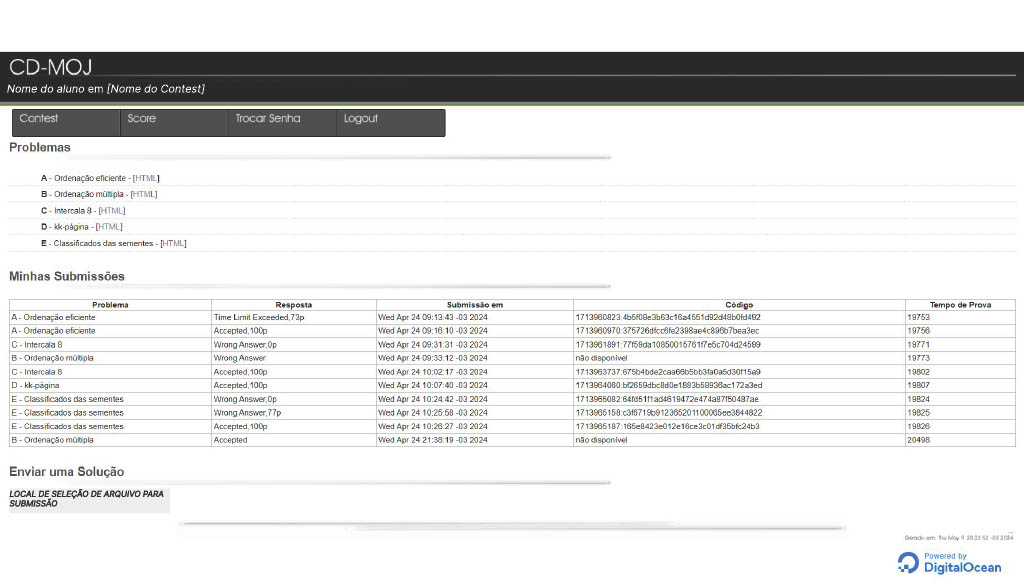 CD-MOJ
Nome do aluno em [Nome do Contest]
Contest Score Trocar Senha Logout
Problemas
A - Ordenação eficiente - [HTML]
B - Ordenação múltipla - [HTML]
C - Intercala 8 - [HTML]
D - kk-página - [HTML]
E - Classificados das sementes - [HTML]
Minhas Submissões
Problema Resposta Submissão em Código Tempo de Prova
A - Ordenação eficiente Time Limit Exceeded,73p Wed Apr 24 09:13:43 -03 2024 1713960823:4b5f08e3b63c16a4551d92d48b0fd492 19753
A - Ordenação eficiente Accepted,100p Wed Apr 24 09:16:10 -03 2024 1713960970:375726dfcc6fe2398ae4c896b7bea3ec 19756
C - Intercala 8 Wrong Answer,0p Wed Apr 24 09:31:31 -03 2024 1713961891:77f59da10850015761f7e5c704d24599 19771
B - Ordenação múltipla Wrong Answer Wed Apr 24 09:33:12 -03 2024 não disponível 19773
C - Intercala 8 Accepted,100p Wed Apr 24 10:02:17 -03 2024 1713963737:675b4bde2caa66b5bb3fa0a5d30f15a9 19802
D - kk-página Accepted,100p Wed Apr 24 10:07:40 -03 2024 1713964060:bf2659dbc8d0e1883b58936ac172a3ed 19807
E - Classificados das sementes Wrong Answer,0p Wed Apr 24 10:24:42 -03 2024 1713965082:64fd51f1ad4619472e474a87f50487ae 19824
E - Classificados das sementes Wrong Answer,77p Wed Apr 24 10:25:58 -03 2024 1713965158:c3f6719b912365201100065ee3844822 19825
E - Classificados das sementes Accepted,100p Wed Apr 24 10:26:27 -03 2024 1713965187:165e8423e012e16ce3c01df35bfc24b3 19826
B - Ordenação múltipla Accepted Wed Apr 24 21:38:19 -03 2024 não disponível 20498
Enviar uma Solução
LOCAL DE SELEÇÃO DE ARQUIVO PARA
SUBMISSÃO
Gerado em: Thu May 9 20:23:52 -03 2024
Powered by
DigitalOcean